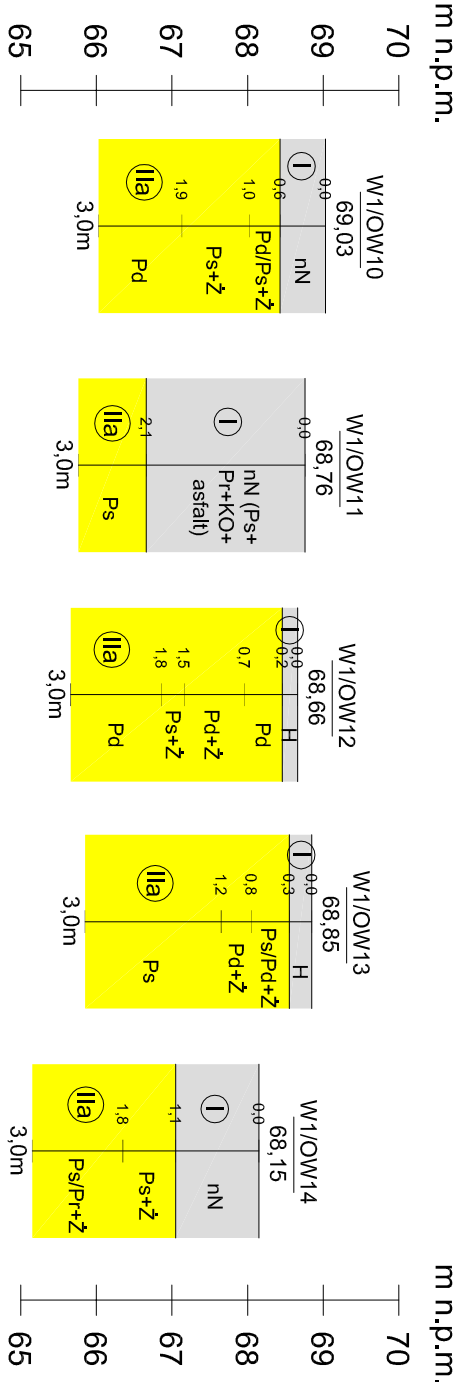 m n.p.m.
70
69
68
67
66
65
W1/OW10
69,03
0,0
I
nN
0,6
Pd/Ps+Ż
1,0
Ps+Ż
1,9
IIa
Pd
3,0m
W1/OW11
68,76
0,0
I
nN (Ps+
Pr+KO+
asfalt)
2,1
IIa
Ps
3,0m
W1/OW12
68,66
0,0
I
H
0,2
Pd
0,7
Pd+Ż
1,5
Ps+Ż
1,8
IIa
Pd
3,0m
W1/OW13
68,85
0,0
I
H
0,3
Ps/Pd+Ż
0,8
Pd+Ż
1,2
IIa
Ps
3,0m
W1/OW14
68,15
0,0
I
nN
1,1
Ps+Ż
1,8
IIa
Ps/Pr+Ż
3,0m
m n.p.m.
70
69
68
67
66
65